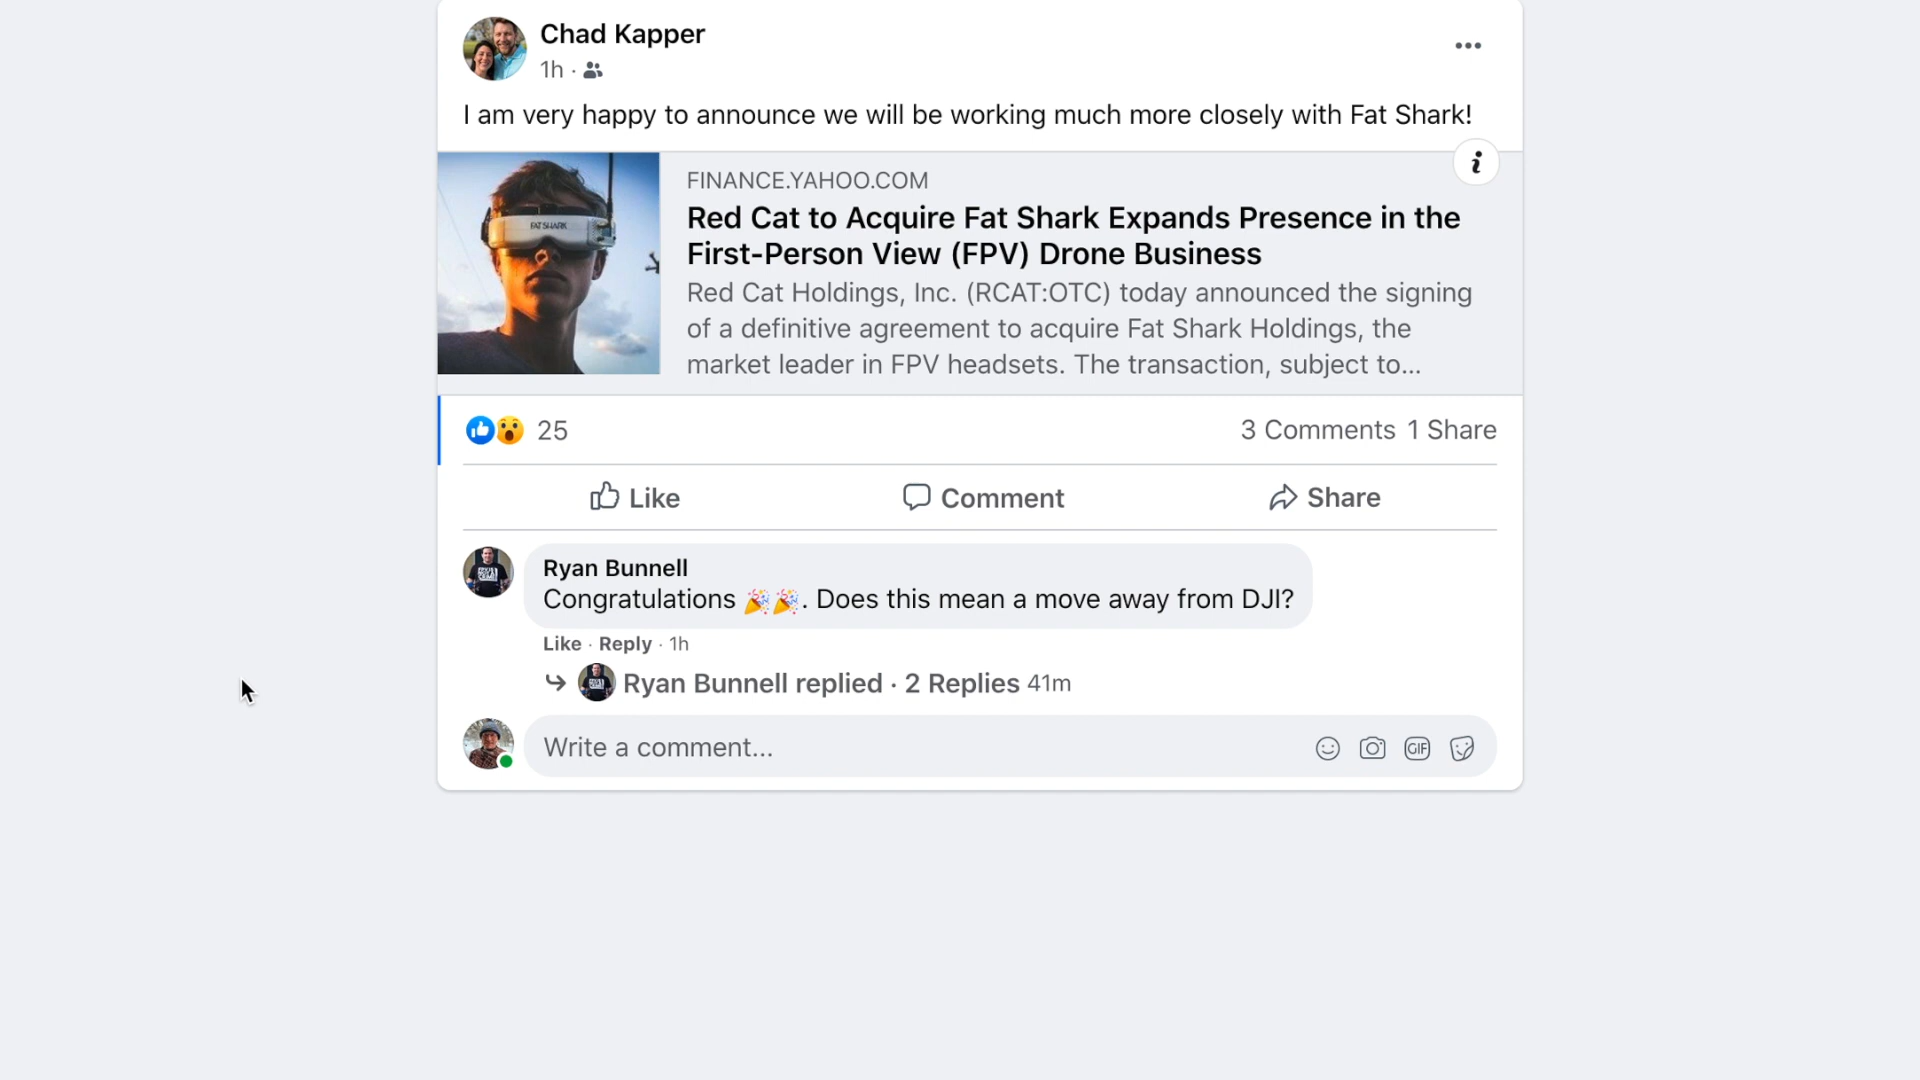 Chad Kapper
1h ·
I am very happy to announce we will be working much more closely with Fat Shark!
FAT SHARK
FINANCE.YAHOO.COM
Red Cat to Acquire Fat Shark Expands Presence in the
First-Person View (FPV) Drone Business
Red Cat Holdings, Inc. (RCAT:OTC) today announced the signing
of a definitive agreement to acquire Fat Shark Holdings, the
market leader in FPV headsets. The transaction, subject to...
i
25
3 Comments 1 Share
Like Comment Share
Ryan Bunnell
Congratulations 🎉🎉. Does this mean a move away from DJI?
Like · Reply · 1h
Ryan Bunnell replied · 2 Replies 41m
Write a comment...
GIF